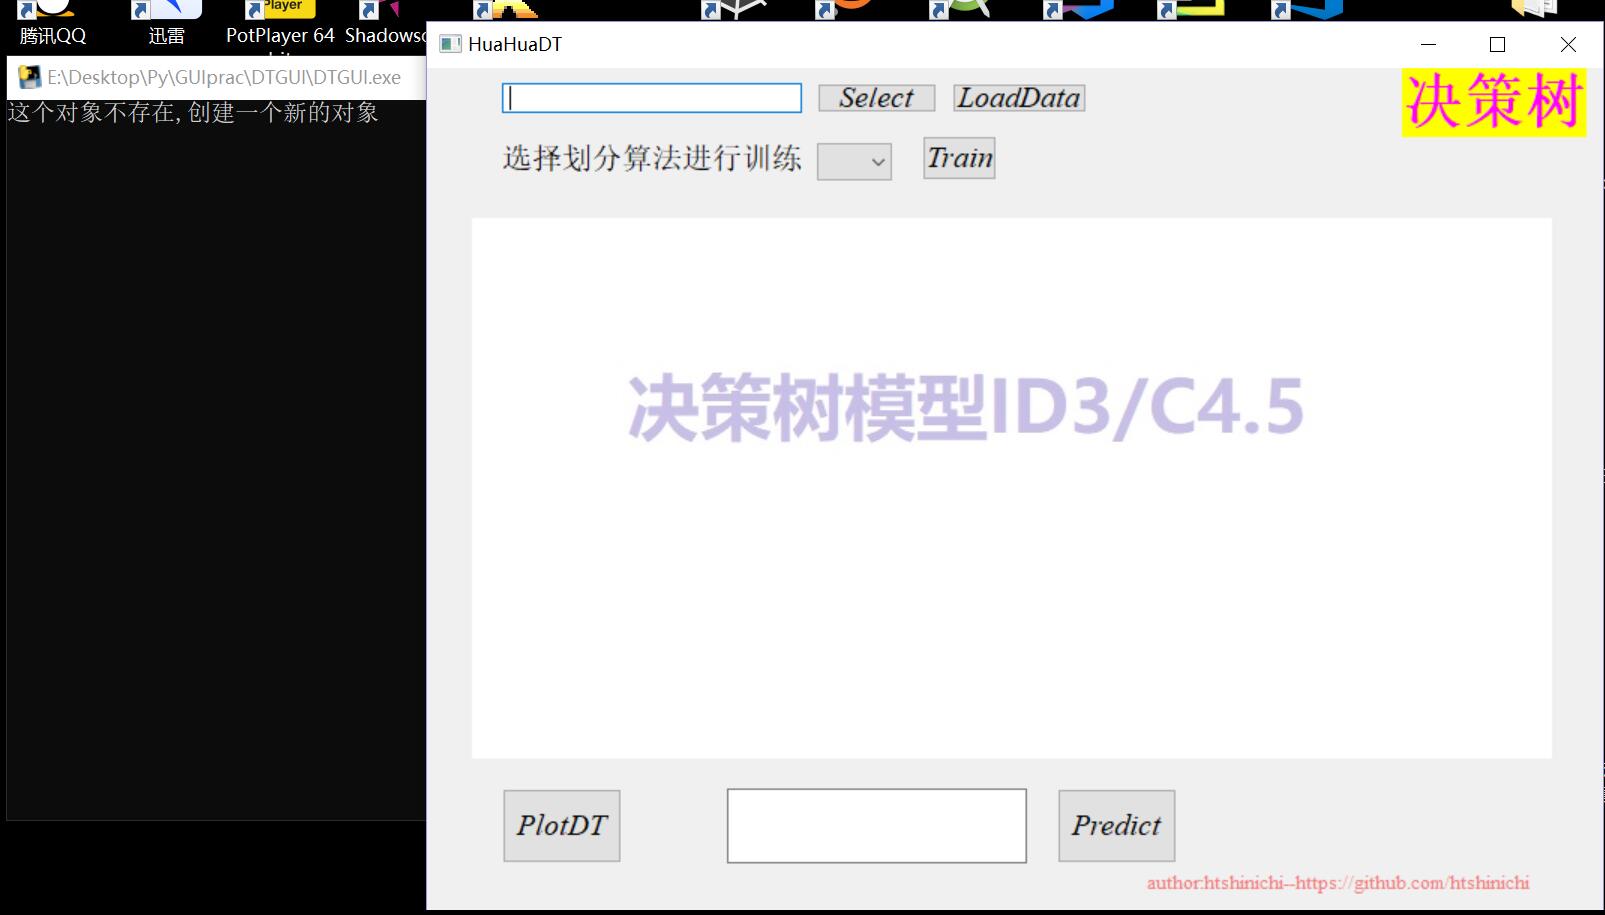 Player
腾讯QQ
迅雷
PotPlayer 64
Shadowso
E:\Desktop\Py\GUIprac\DTGUI\DTGUI.exe
这个对象不存在,创建一个新的对象
HuaHuaDT
Select
LoadData
决策树
选择划分算法进行训练
Train
决策树模型ID3/C4.5
PlotDT
Predict
author:htshinichi--https://github.com/htshinichi